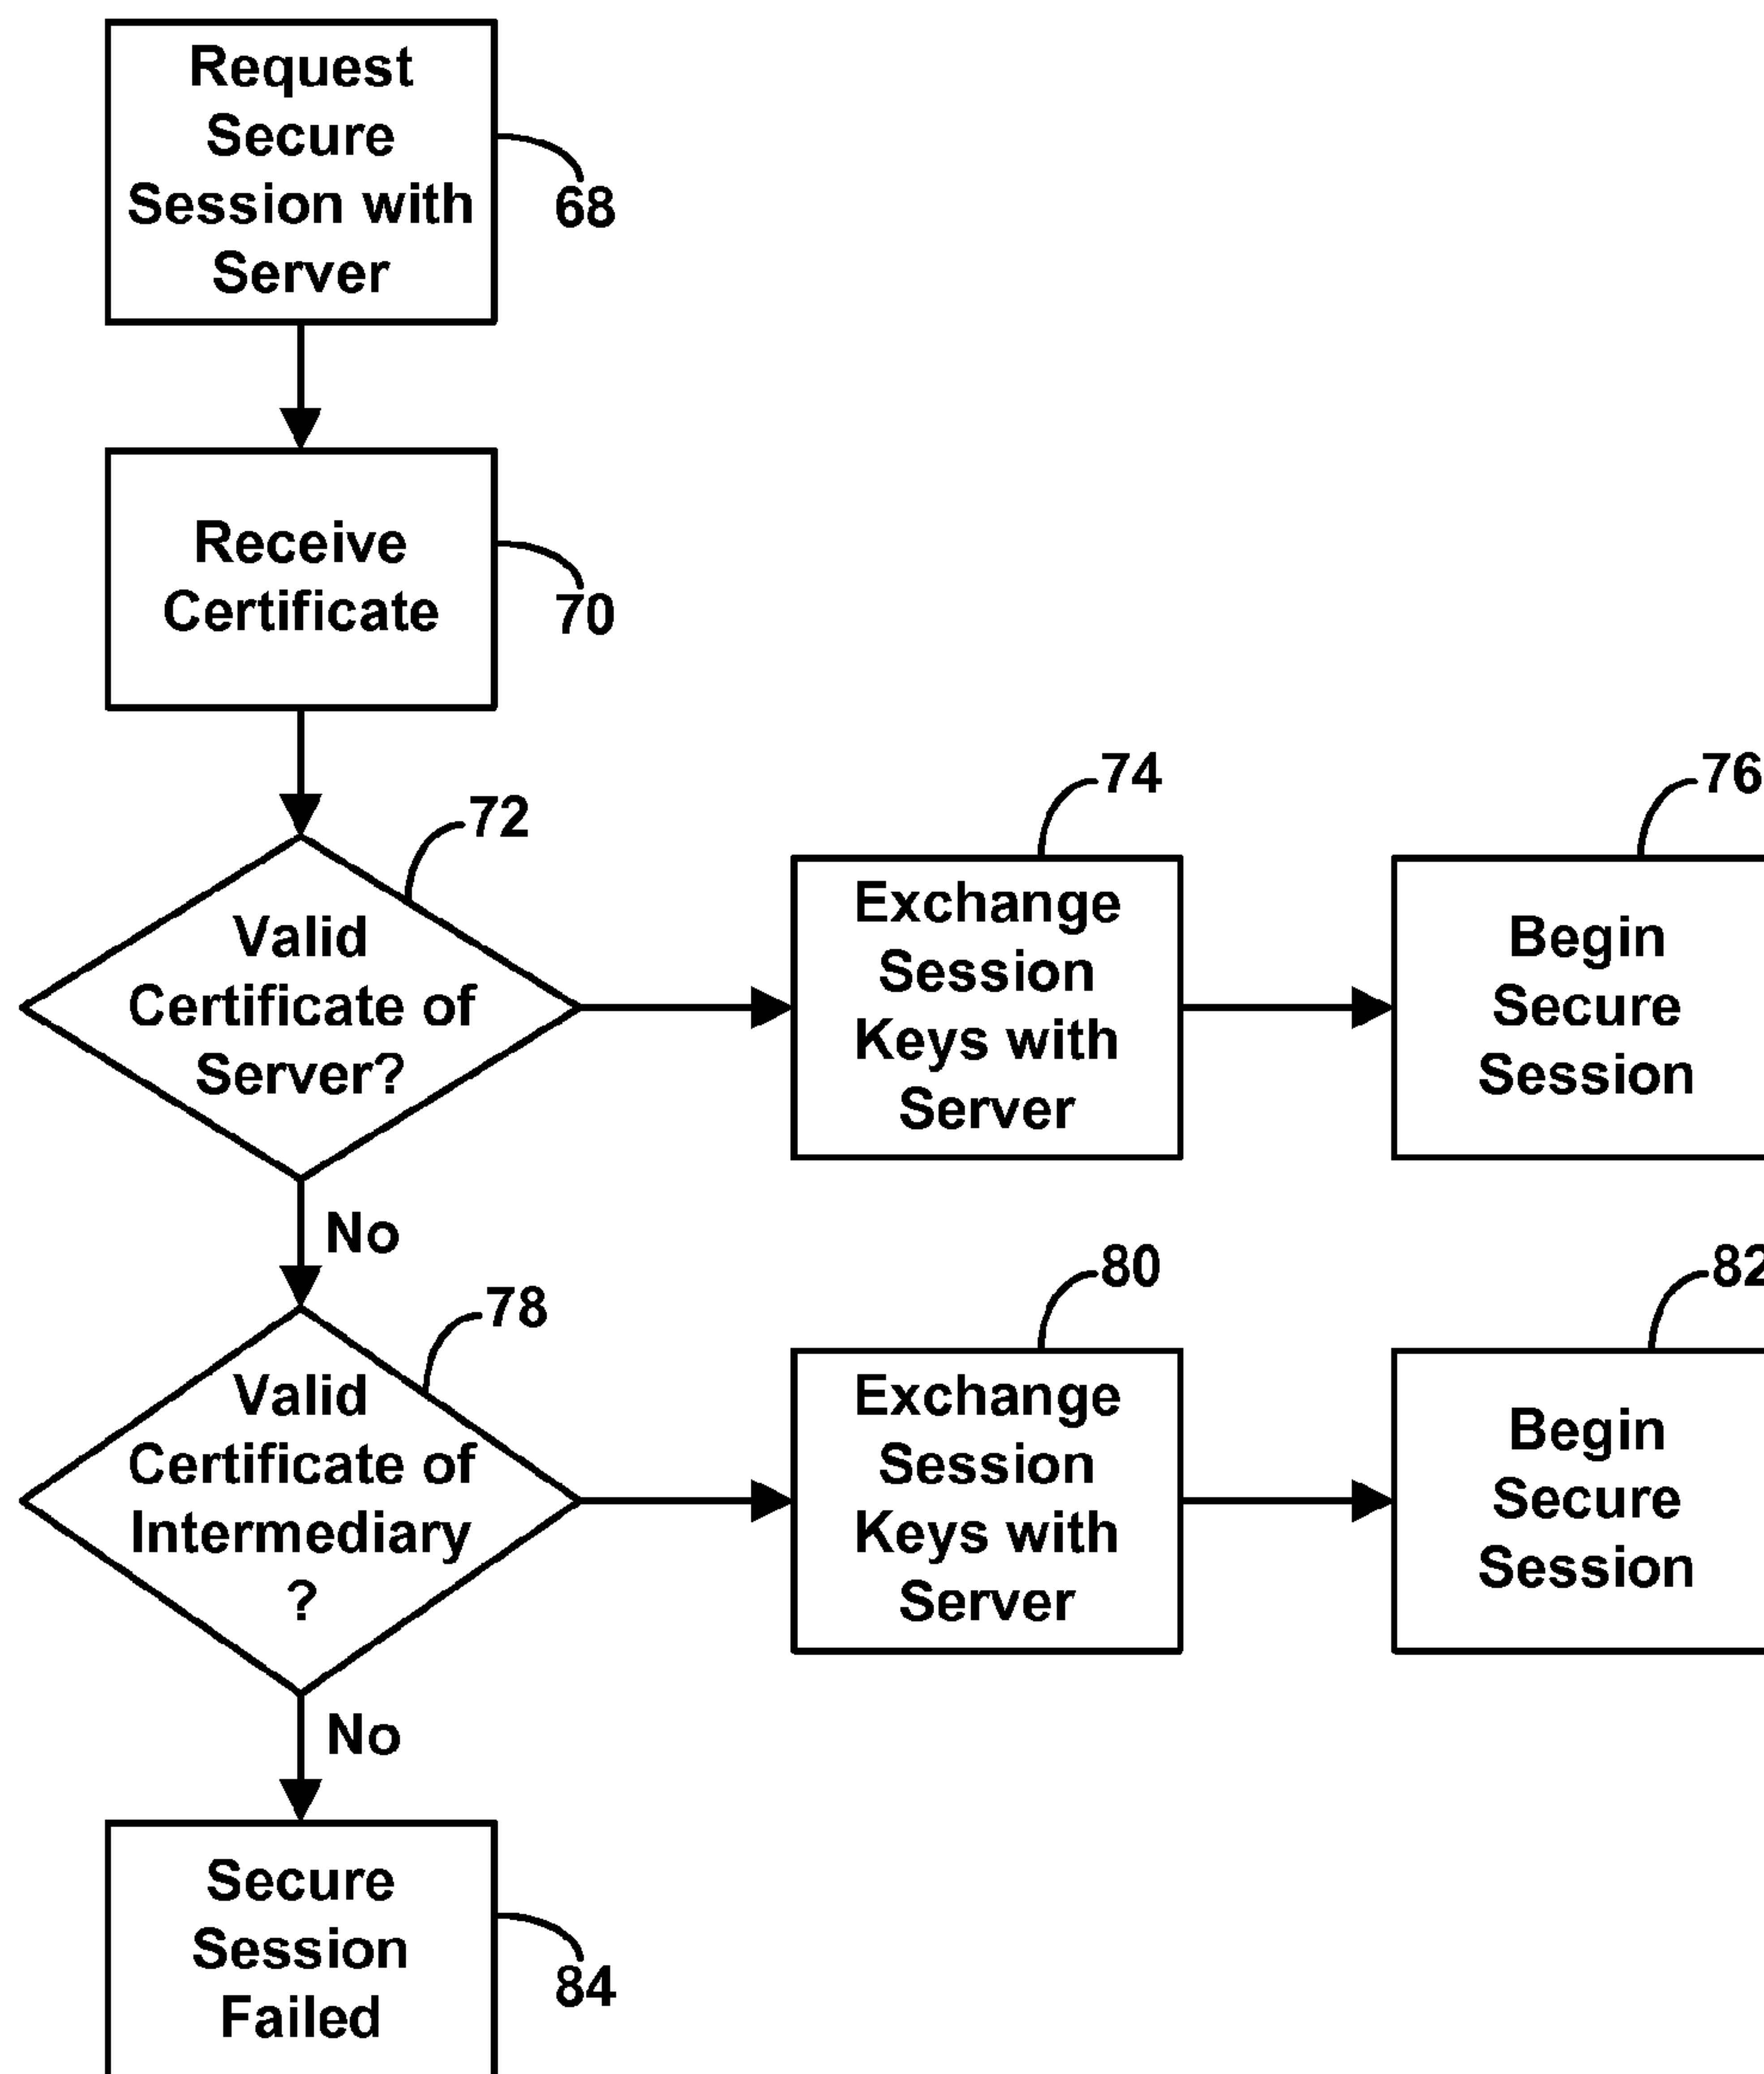 Request
Secure
Session with
Server
68
Receive
Certificate
70
72
Valid
Certificate of
Server?
74
Exchange
Session
Keys with
Server
76
Begin
Secure
Session
No
78
Valid
Certificate of
Intermediary
?
80
Exchange
Session
Keys with
Server
82
Begin
Secure
Session
No
Secure
Session
Failed
84